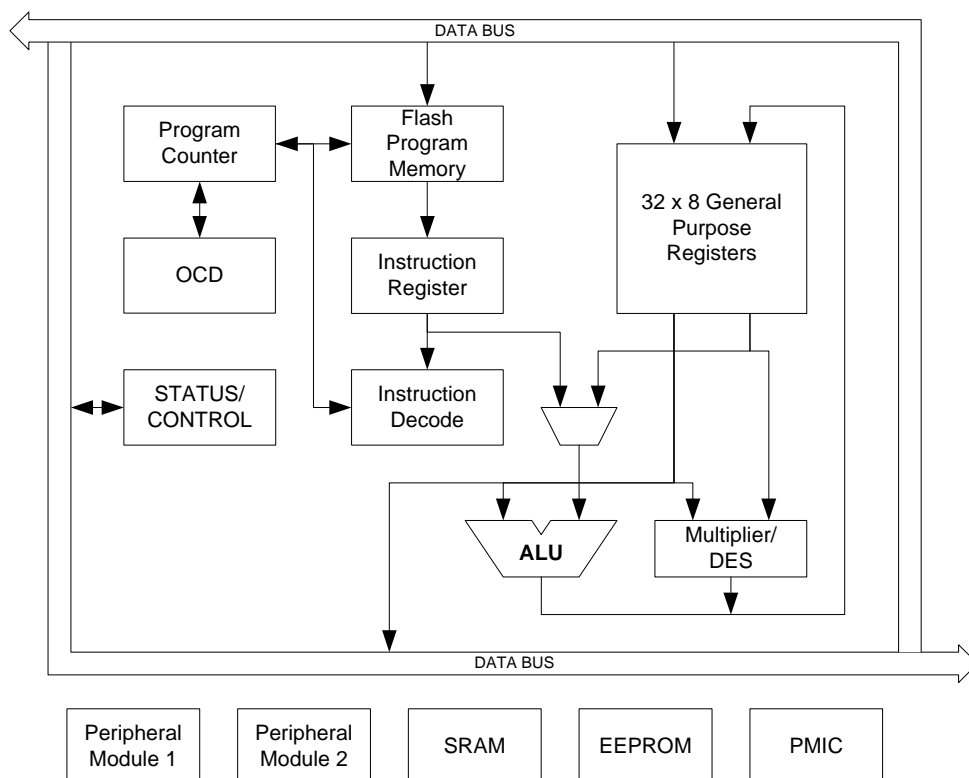 DATA BUS
Program
Counter
Flash
Program
Memory
32 x 8 General
Purpose
Registers
OCD
Instruction
Register
STATUS/
CONTROL
Instruction
Decode
ALU
Multiplier/
DES
DATA BUS
Peripheral
Module 1
Peripheral
Module 2
SRAM
EEPROM
PMIC